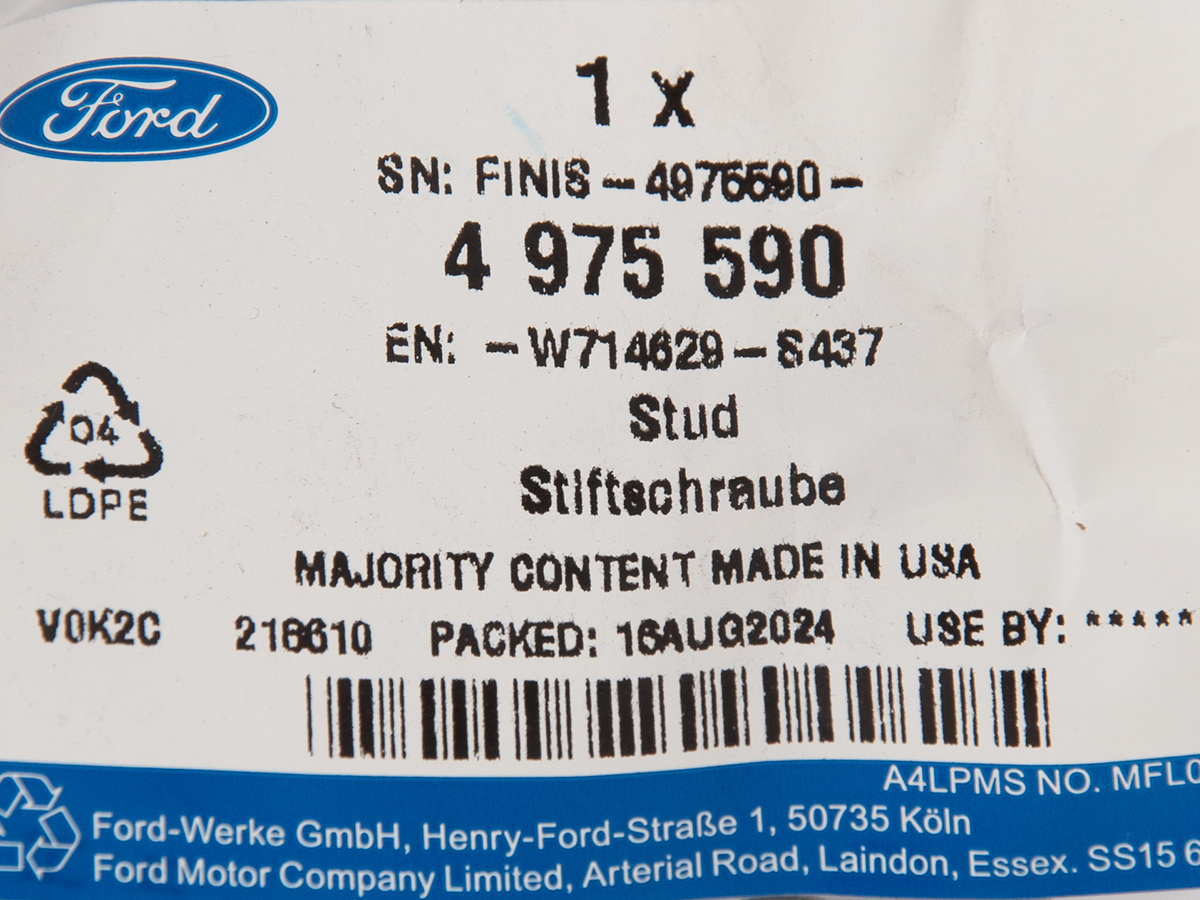 Ford
1 x
SN: FINIS - 4975590 -
4 975 590
EN: - W714629 - S437
04
LDPE
Stud
Stiftschraube
MAJORITY CONTENT MADE IN USA
V0K2C 216610 PACKED: 16AUG2024 USE BY: *****
A4LPMS NO. MFL0
Ford-Werke GmbH, Henry-Ford-Straße 1, 50735 Köln
Ford Motor Company Limited, Arterial Road, Laindon, Essex. SS15 6